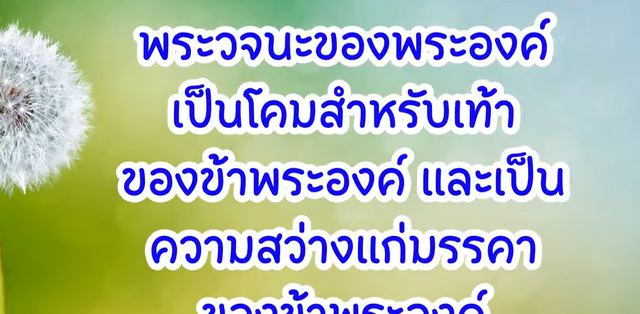 พระวจนะของพระองค์
เป็นโคมสำหรับเท้า
ของข้าพระองค์ และเป็น
ความสว่างแก่มรรคา
ของข้าพระองค์